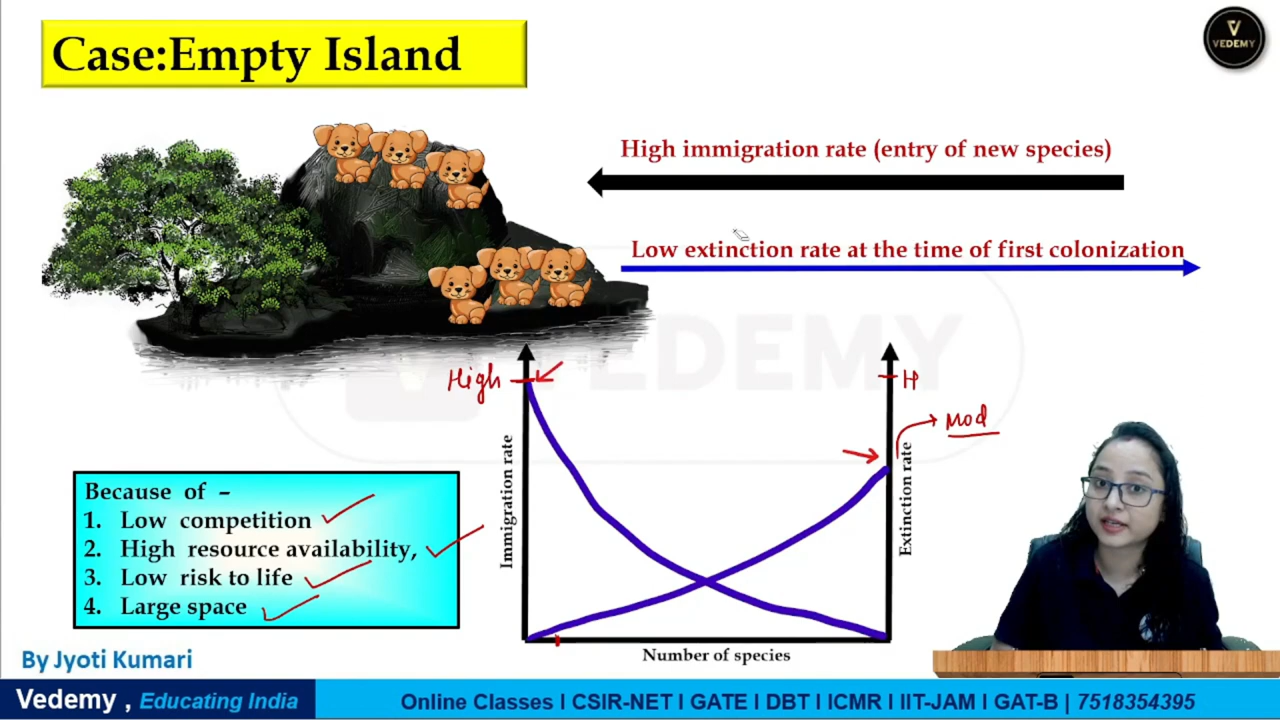 Case:Empty Island
V
VEDEMY
High immigration rate (entry of new species)
Low extinction rate at the time of first colonization
VEDEMY
High
H
Mod
Immigration rate
Extinction rate
Number of species
Because of –
1. Low competition
2. High resource availability,
3. Low risk to life
4. Large space
By Jyoti Kumari
Vedemy , Educating India
Online Classes I CSIR-NET I GATE I DBT I ICMR I IIT-JAM I GAT-B | 7518354395